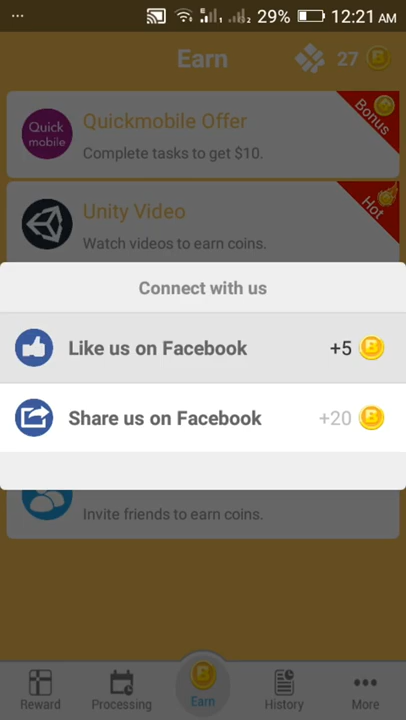 29% 12:21 AM
Earn
27
Quick mobile
Quickmobile Offer
Complete tasks to get $10.
Bonus
Unity Video
Watch videos to earn coins.
Hot
Connect with us
Like us on Facebook
+5
Share us on Facebook
+20
Invite friends to earn coins.
Reward
Processing
Earn
History
More